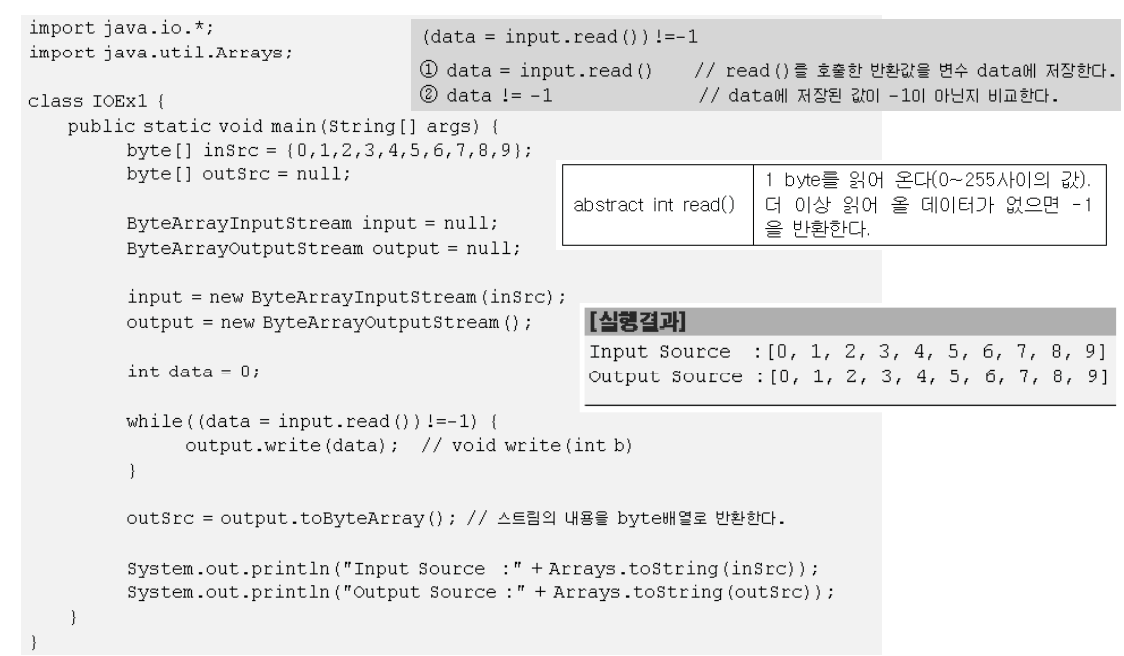 import java.io.*;
import java.util.Arrays;

class IOEx1 {
    public static void main(String[] args) {
        byte[] inSrc = {0,1,2,3,4,5,6,7,8,9};
        byte[] outSrc = null;

        ByteArrayInputStream input = null;
        ByteArrayOutputStream output = null;

        input = new ByteArrayInputStream(inSrc);
        output = new ByteArrayOutputStream();

        int data = 0;

        while((data = input.read())!=-1) {
            output.write(data);  // void write(int b)
        }

        outSrc = output.toByteArray(); // 스트림의 내용을 byte배열로 반환한다.

        System.out.println("Input Source  :" + Arrays.toString(inSrc));
        System.out.println("Output Source :" + Arrays.toString(outSrc));
    }
}
(data = input.read())!=-1
① data = input.read()    // read()를 호출한 반환값을 변수 data에 저장한다.
② data != -1    // data에 저장된 값이 -1이 아닌지 비교한다.
abstract int read()
1 byte를 읽어 온다(0~255사이의 값).
더 이상 읽어 올 데이터가 없으면 -1
을 반환한다.
[실행결과]
Input Source  :[0, 1, 2, 3, 4, 5, 6, 7, 8, 9]
Output Source :[0, 1, 2, 3, 4, 5, 6, 7, 8, 9]